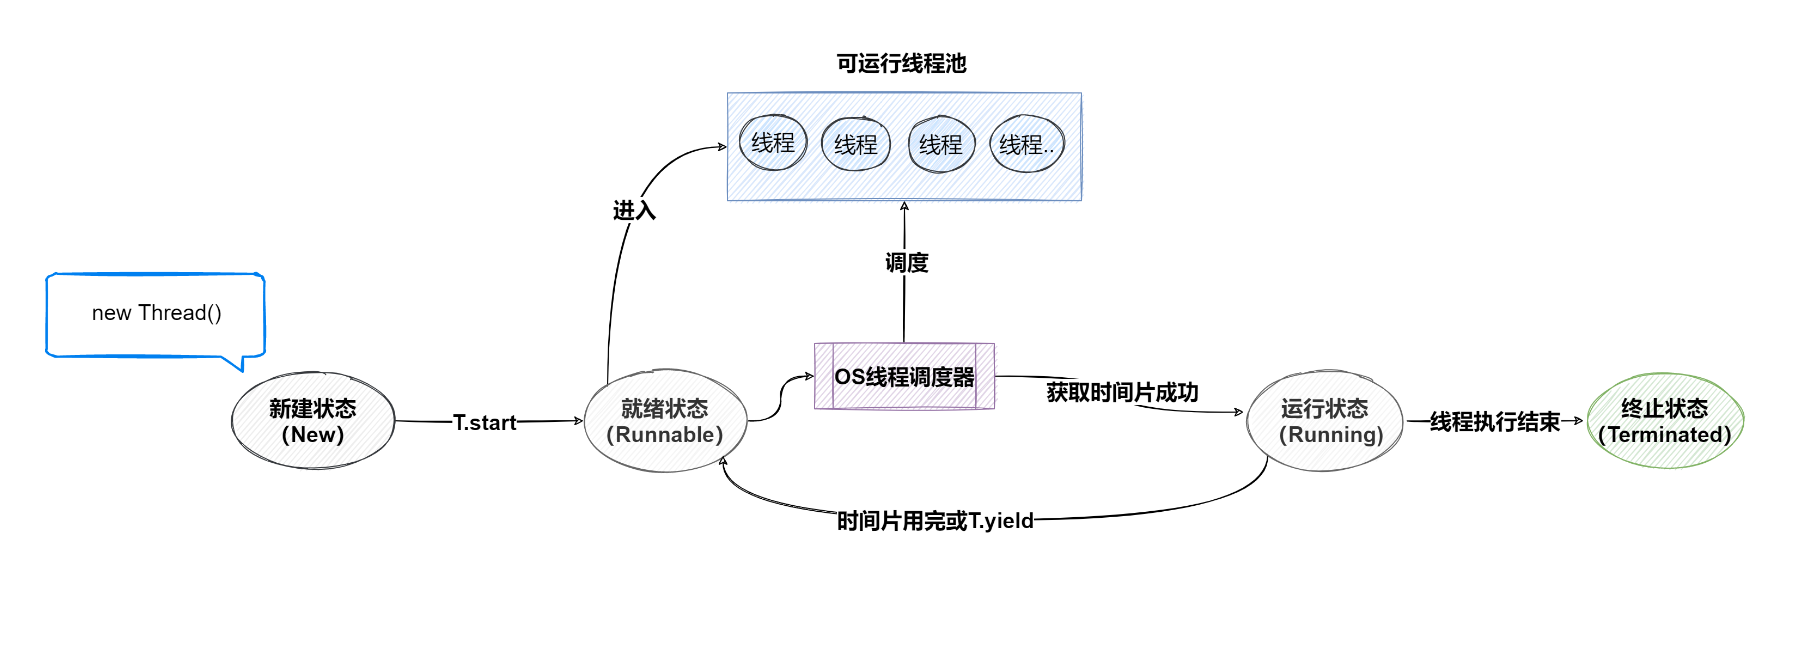 可运行线程池
线程
线程
线程
线程..
进入
调度
new Thread()
OS线程调度器
获取时间片成功
新建状态
（New）
T.start
就绪状态
（Runnable）
运行状态
（Running)
线程执行结束
终止状态
（Terminated）
时间片用完或T.yield